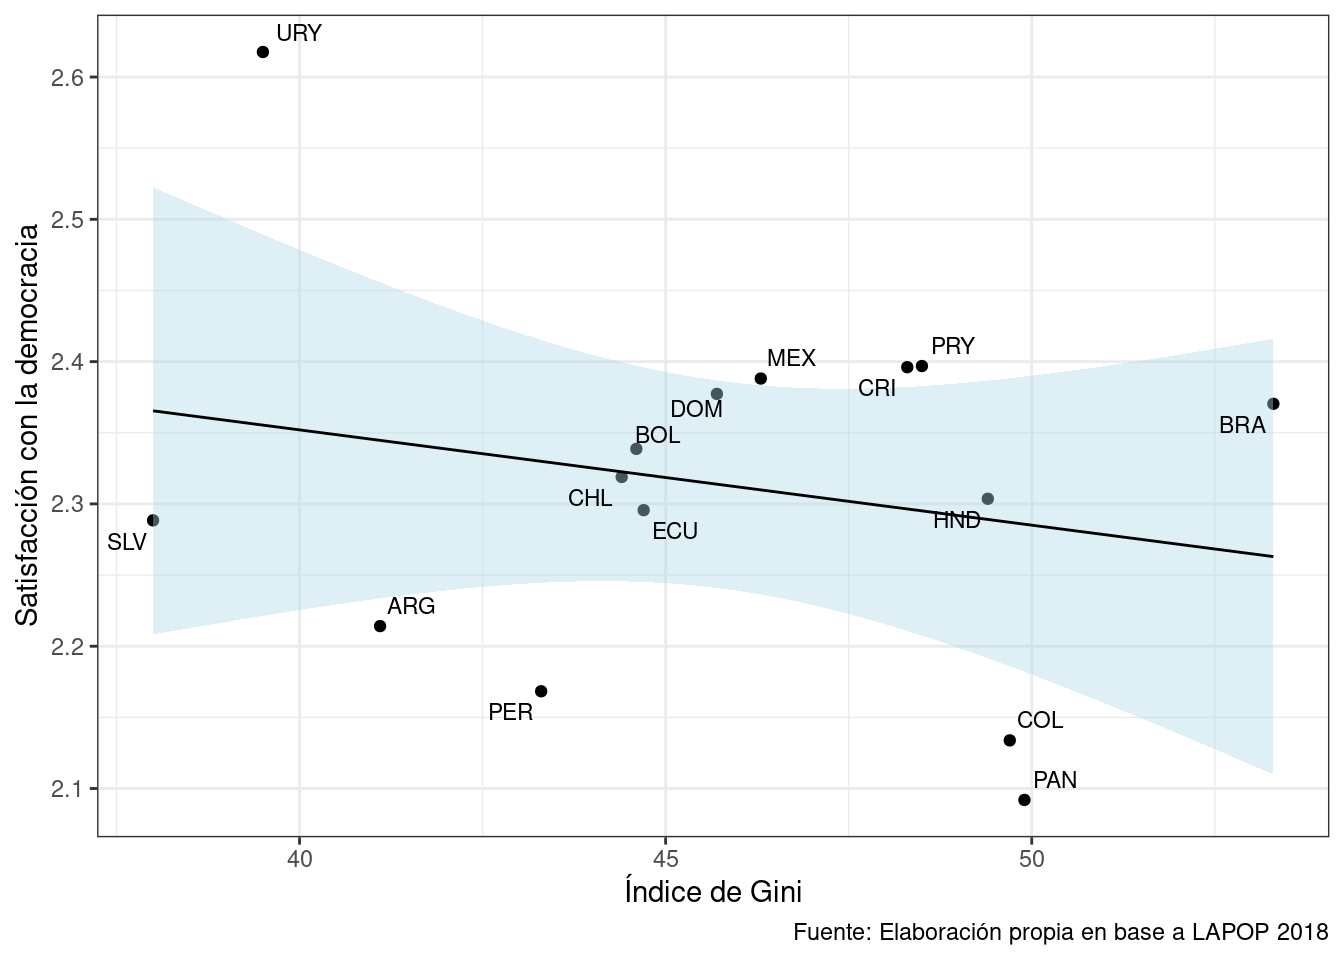 URY
2.6
2.5
2.4
2.3
2.2
2.1
Satisfacción con la democracia
MEX
PRY
CRI
DOM
BRA
BOL
CHL
HND
ECU
SLV
ARG
PER
COL
PAN
40 45 50
Índice de Gini
Fuente: Elaboración propia en base a LAPOP 2018